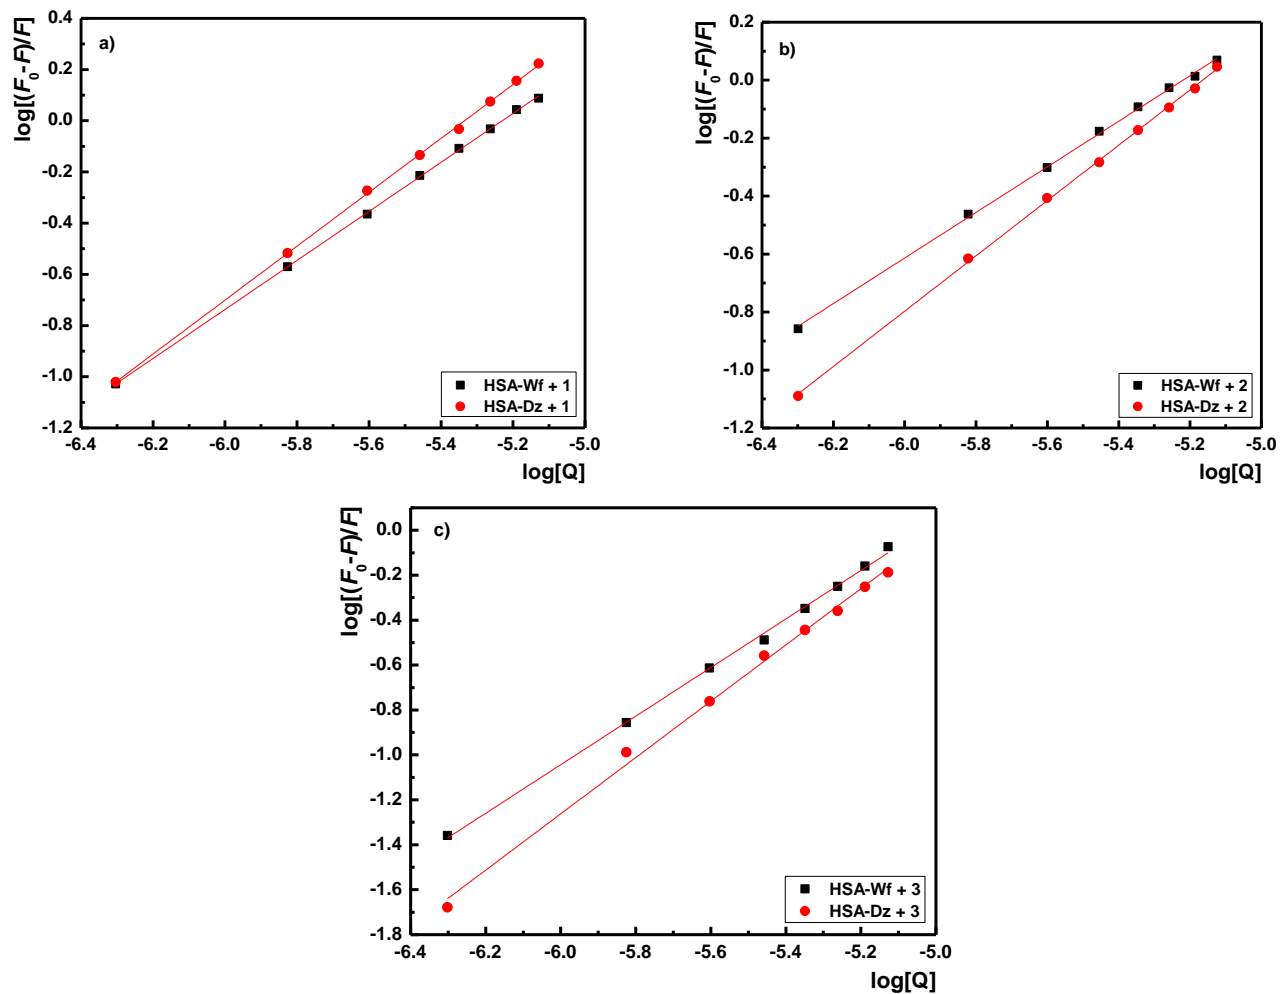 a)
log[(F0-F)/F]
0.4
0.2
0.0
-0.2
-0.4
-0.6
-0.8
-1.0
-1.2
HSA-Wf + 1
HSA-Dz + 1
-6.4 -6.2 -6.0 -5.8 -5.6 -5.4 -5.2 -5.0
log[Q]
b)
log[(F0-F)/F]
0.2
0.0
-0.2
-0.4
-0.6
-0.8
-1.0
-1.2
HSA-Wf + 2
HSA-Dz + 2
-6.4 -6.2 -6.0 -5.8 -5.6 -5.4 -5.2 -5.0
log[Q]
c)
log[(F0-F)/F]
0.0
-0.2
-0.4
-0.6
-0.8
-1.0
-1.2
-1.4
-1.6
-1.8
HSA-Wf + 3
HSA-Dz + 3
-6.4 -6.2 -6.0 -5.8 -5.6 -5.4 -5.2 -5.0
log[Q]